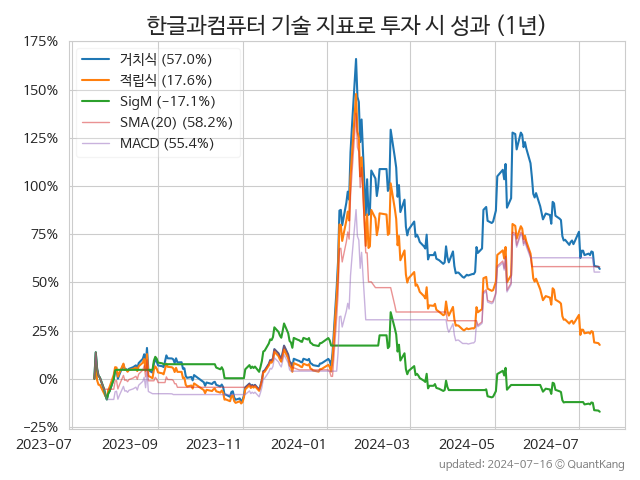 한글과컴퓨터 기술 지표로 투자 시 성과 (1년)
175%
150%
125%
100%
75%
50%
25%
0%
−25%
거치식 (57.0%)
적립식 (17.6%)
SigM (−17.1%)
SMA(20) (58.2%)
MACD (55.4%)
2023-07 2023-09 2023-11 2024-01 2024-03 2024-05 2024-07
updated: 2024-07-16 © QuantKang